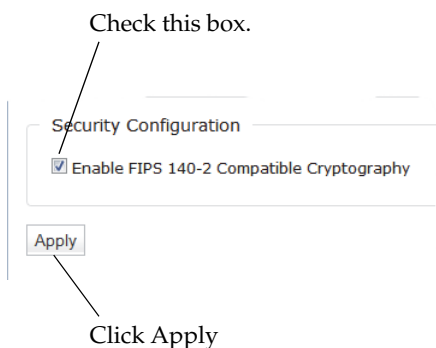 Check this box.
Security Configuration
Enable FIPS 140-2 Compatible Cryptography
Apply
Click Apply